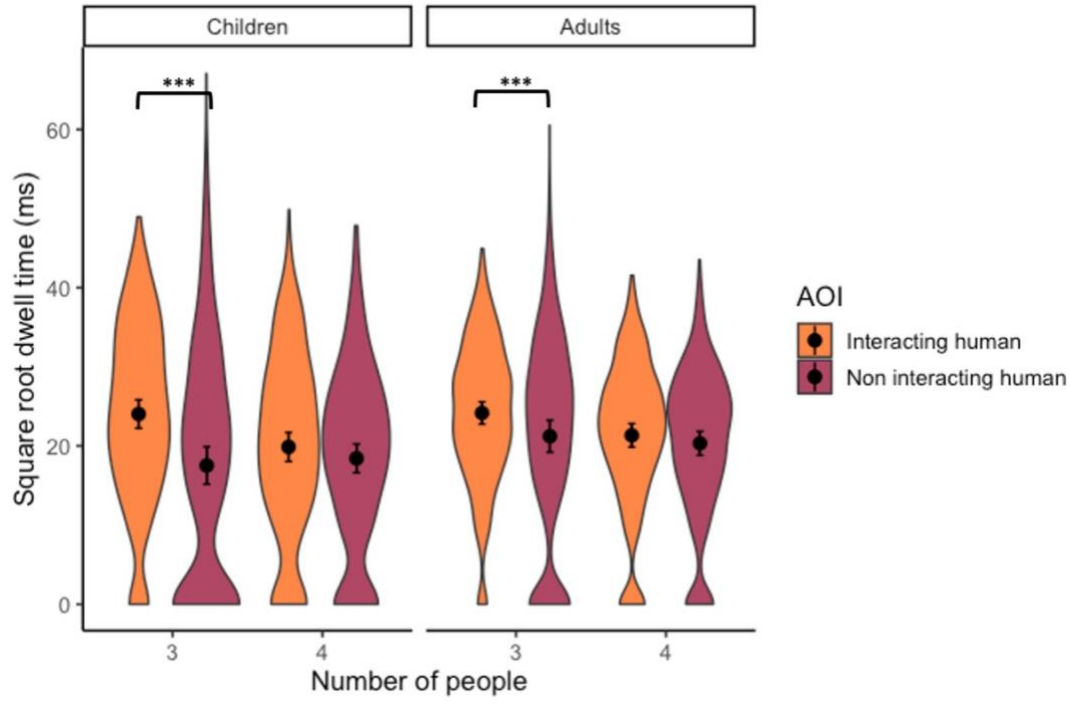 Children
Adults
***
***
60
40
20
0
Square root dwell time (ms)
3
4
3
4
Number of people
AOI
Interacting human
Non interacting human